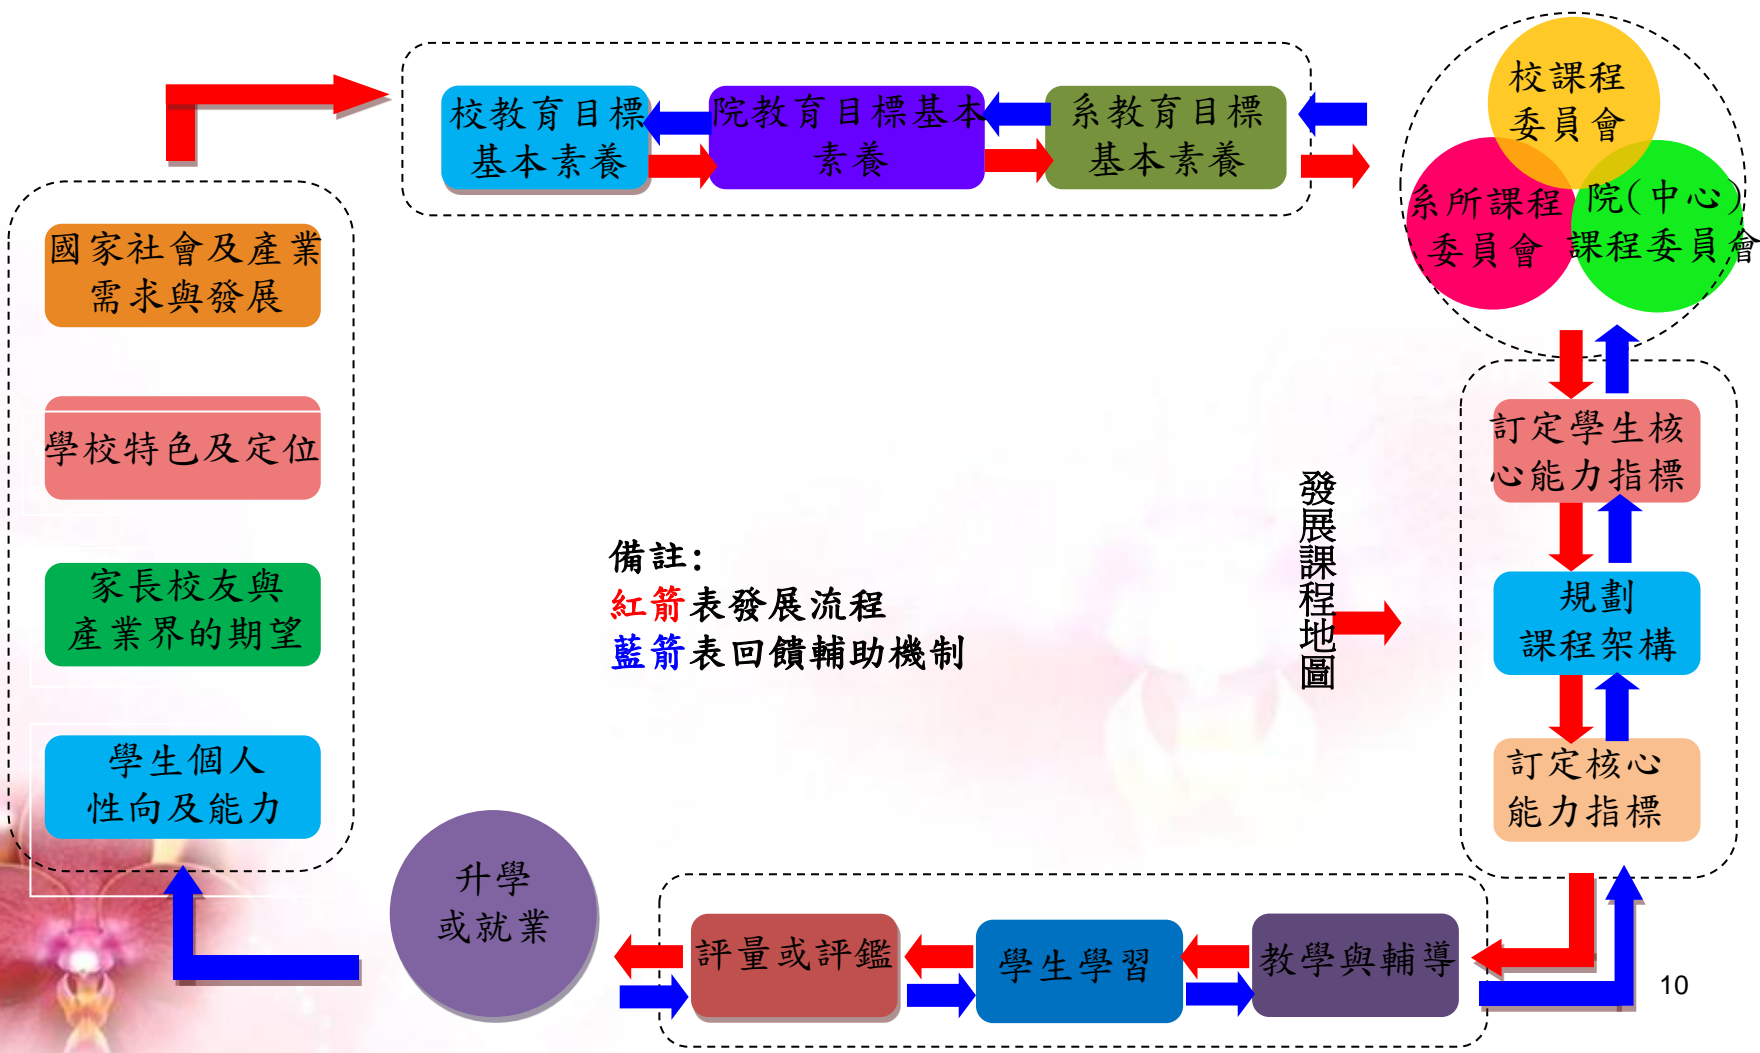 校教育目標
基本素養
院教育目標基本
素養
系教育目標
基本素養
校課程
委員會
系所課程
委員會
院(中心)
課程委員會
國家社會及產業
需求與發展
學校特色及定位
家長校友與
產業界的期望
學生個人
性向及能力
備註:
紅箭表發展流程
藍箭表回饋輔助機制
發展課程地圖
訂定學生核
心能力指標
規劃
課程架構
訂定核心
能力指標
升學
或就業
評量或評鑑
學生學習
教學與輔導
10